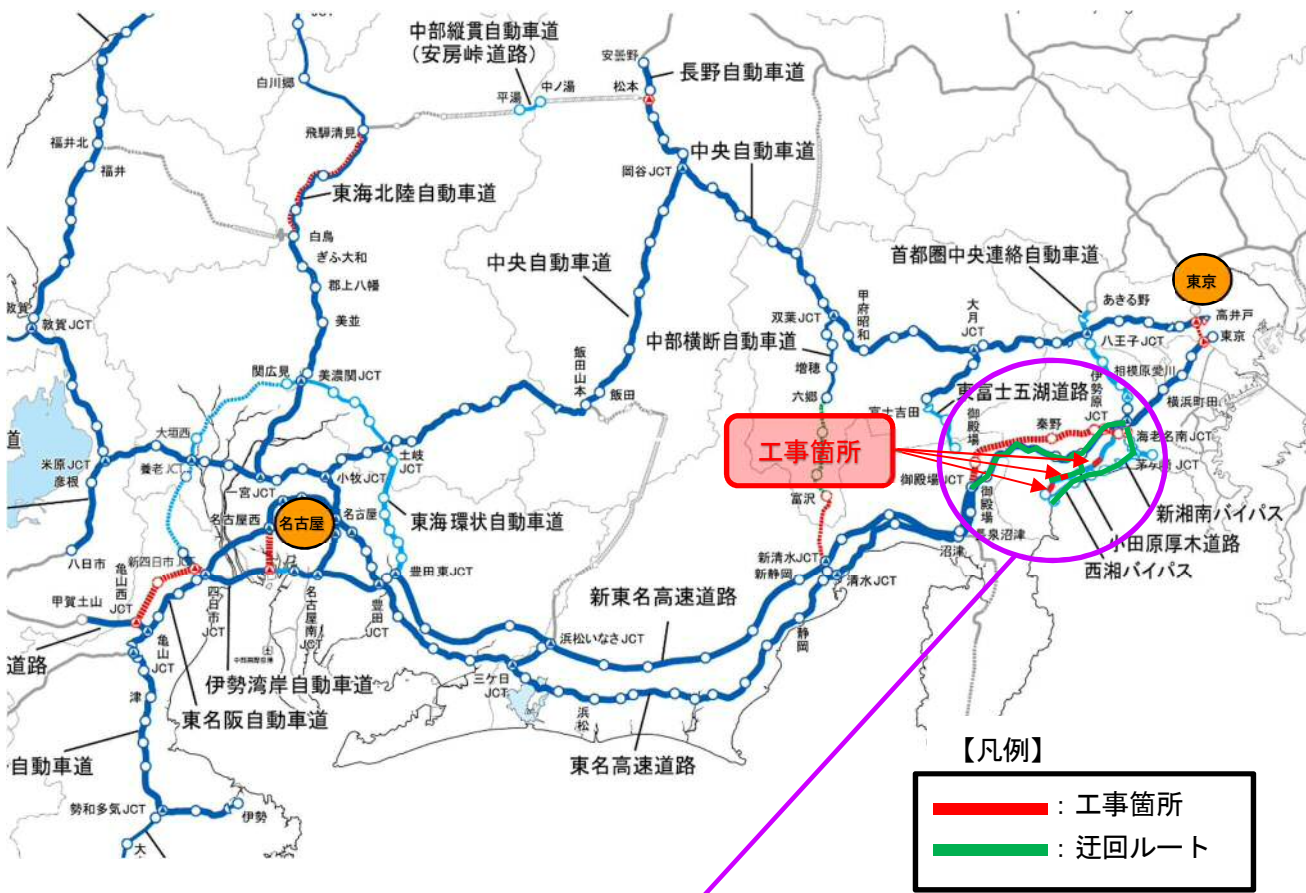 中部縦貫自動車道
(安房峠道路)
安曇野
長野自動車道
白川郷
平湯
中ノ湯
松本
飛騨清見
福井北
福井
中央自動車道
岡谷JCT
東海北陸自動車道
白鳥
ぎふ大和
中央自動車道
首都圏中央連絡自動車道
郡上八幡
東京
あきる野
敦賀
敦賀JCT
美並
双葉JCT
甲府昭和
大月JCT
高井戸
東京
八王子JCT
中部横断自動車道
増穂
相模原愛川
関広見
美濃関JCT
飯田山本
飯田
六郷
東富士五湖道路
富士吉田
伊勢原JCT
横浜町田
御殿場
秦野
大垣西
工事箇所
海老名南JCT
道
米原JCT
養老JCT
土岐JCT
茅ヶ崎JCT
彦根
一宮JCT
小牧JCT
御殿場JCT
富沢
御殿場
名古屋西
名古屋
名古屋
東海環状自動車道
新湘南バイパス
長泉沼津
小田原厚木道路
沼津
八日市
新四日市JCT
新清水JCT
西湘バイパス
亀山西JCT
豊田東JCT
新静岡
清水JCT
甲賀土山
四日市JCT
名古屋南JCT
豊田JCT
新東名高速道路
静岡
浜松いなさJCT
道路
亀山JCT
伊勢湾岸自動車道
三ケ日JCT
津
浜松
東名阪自動車道
【凡例】
自動車道
東名高速道路
:工事箇所
勢和多気JCT
伊勢
:迂回ルート
大